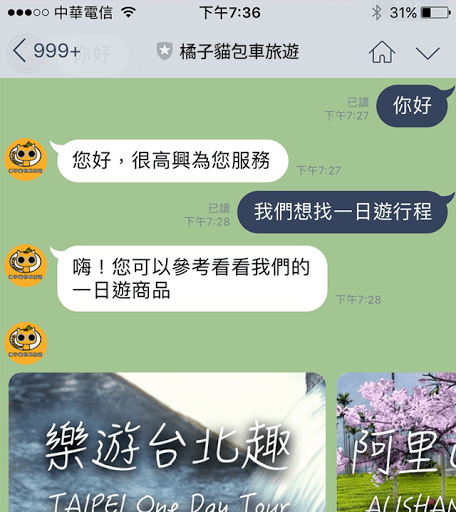 中華電信 下午7:36 31%
999+ 橘子貓包車旅遊
你好
已讀
下午7:27
你好
您好，很高興為您服務
下午7:27
已讀
下午7:28
我們想找一日遊行程
嗨！您可以參考看看我們的
一日遊商品
下午7:28
樂遊台北趣
TAIPEI One Day Tour
阿里
ALISHAN